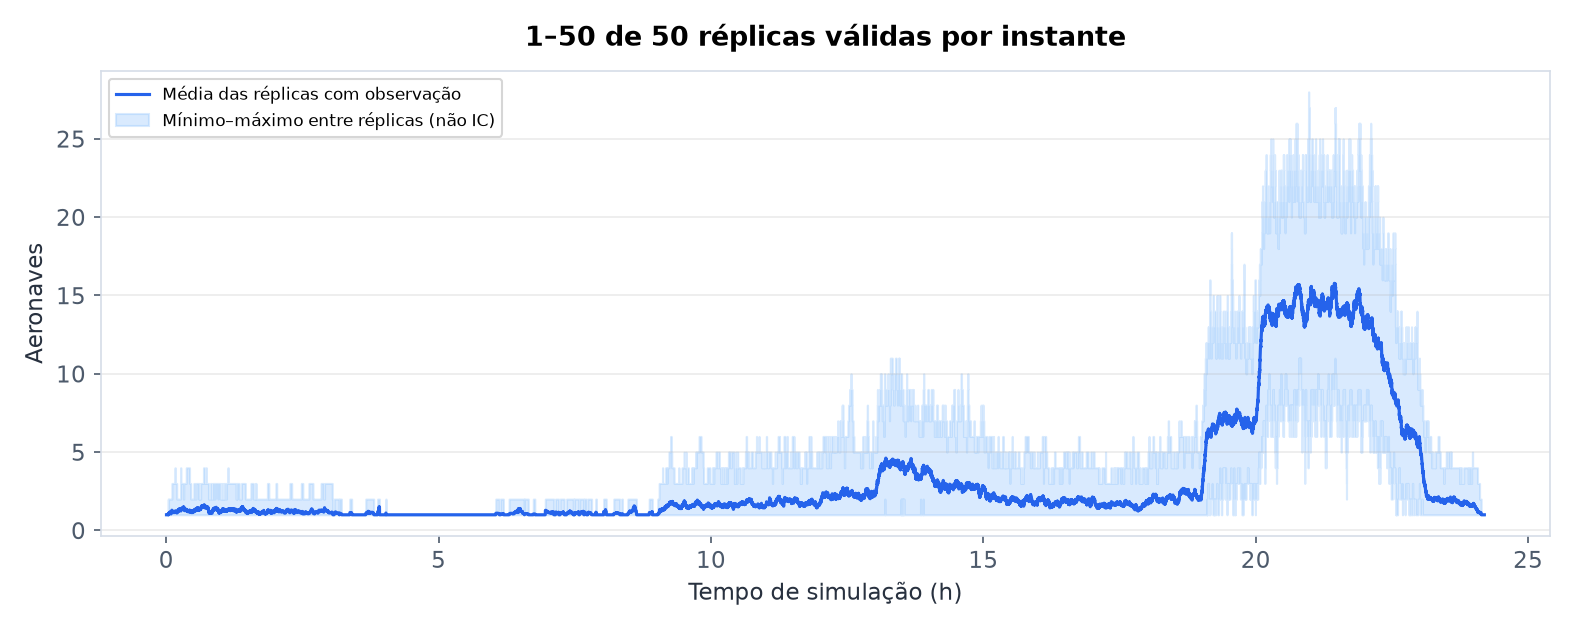 1–50 de 50 réplicas válidas por instante
Média das réplicas com observação
Mínimo–máximo entre réplicas (não IC)
Aeronaves
25
20
15
10
5
0
0 5 10 15 20 25
Tempo de simulação (h)